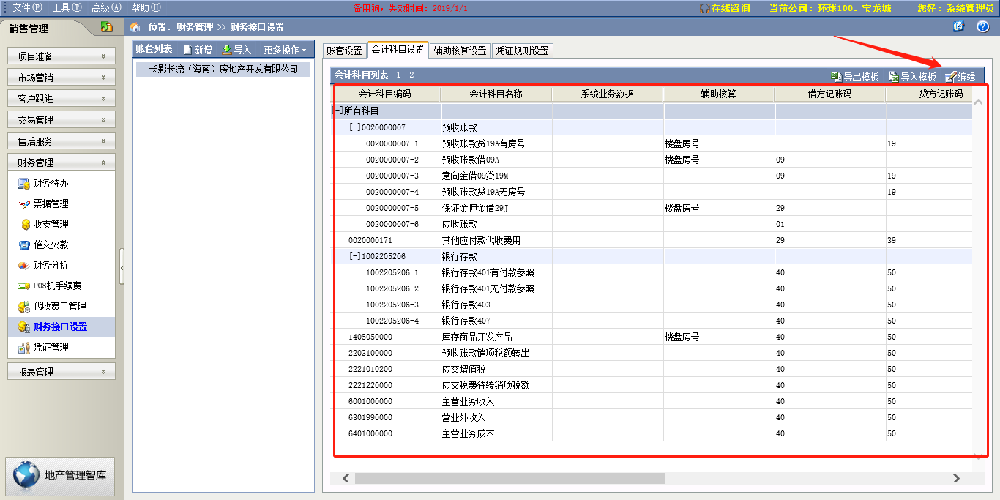 文件(F) 工具(T) 高级(A) 帮助(H) 备用狗，失效时间：2019/1/1 在线咨询 当前公司：环球100．宝龙城 您好：系统管理员
销售管理
位置：财务管理 >> 财务接口设置
项目准备
市场营销
客户跟进
交易管理
售后服务
财务管理
财务待办
票据管理
收支管理
催交欠款
财务分析
POS机手续费
代收费用管理
财务接口设置
凭证管理
报表管理
地产管理智库
账套列表 新增 导入 更多操作
长影长流（海南）房地产开发有限公司
账套设置 会计科目设置 辅助核算设置 凭证规则设置
会计科目列表 1 2 导出模板 导入模板 编辑
会计科目编码 会计科目名称 系统业务数据 辅助核算 借方记账码 贷方记账码
[-]所有科目
[-]0020000007 预收账款
0020000007-1 预收账款贷19A有房号 楼盘房号 19
0020000007-2 预收账款借09A 楼盘房号 09
0020000007-3 意向金借09贷19M 09 19
0020000007-4 预收账款贷19A无房号 19
0020000007-5 保证金押金借29J 楼盘房号 29
0020000007-6 应收账款 01
0020000171 其他应付款代收费用 29 39
[-]1002205206 银行存款
1002205206-1 银行存款401有付款参照 40 50
1002205206-2 银行存款401无付款参照 40 50
1002205206-3 银行存款403 40 50
1002205206-4 银行存款407 40 50
1405050000 库存商品开发产品 楼盘房号 40 50
2203100000 预收账款销项税额转出 40 50
2221010200 应交增值税 40 50
2221220000 应交税费待转销项税额 40 50
6001000000 主营业务收入 40 50
6301990000 营业外收入 40 50
6401000000 主营业务成本 40 50